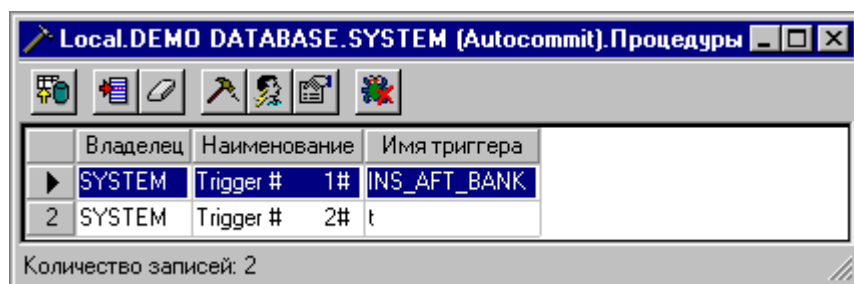 Local.DEMO DATABASE.SYSTEM (Autocommit).Процедуры
Владелец Наименование Имя триггера
SYSTEM Trigger # 1# INS_AFT_BANK
2 SYSTEM Trigger # 2# t
Количество записей: 2